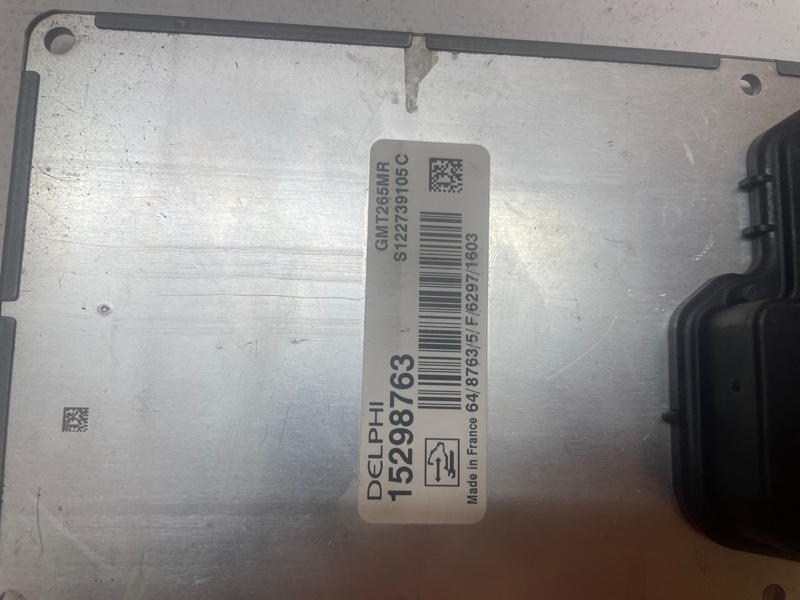 DELPHI
GMT265MR
15298763
S122739105C
Made in France 64/8763/5/F/6297/1603